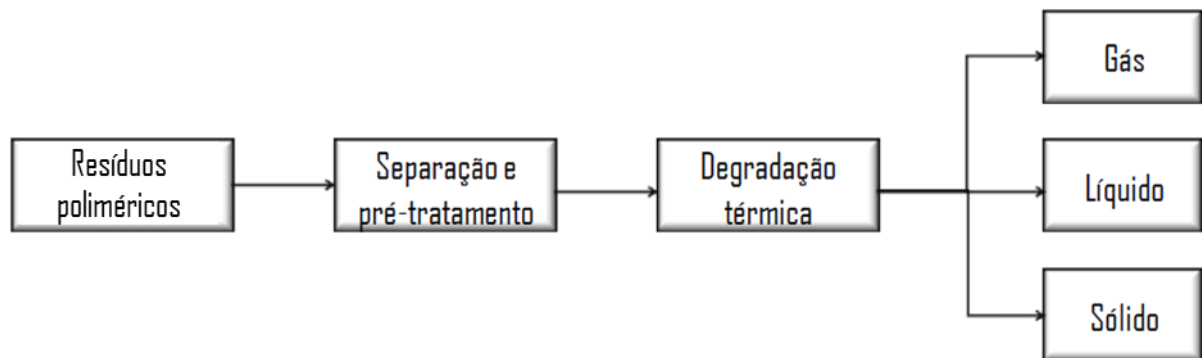 Resíduos
poliméricos
Separação e
pré-tratamento
Degradação
térmica
Gás
Líquido
Sólido